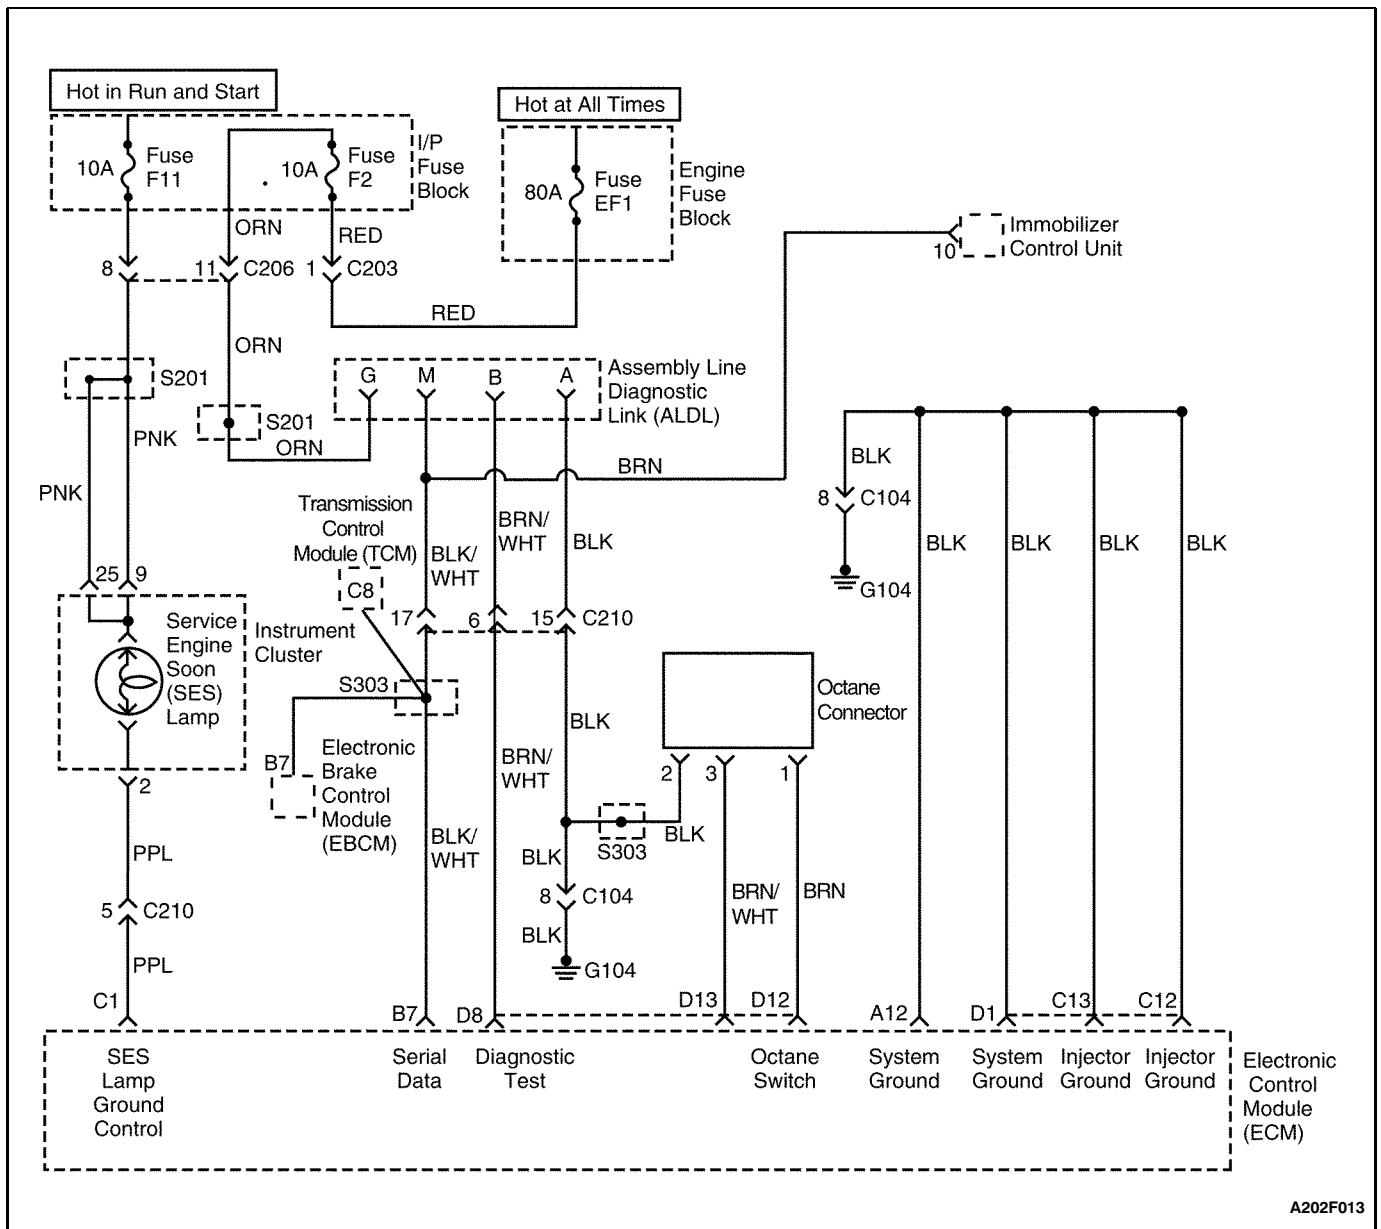 Hot in Run and Start
Hot at All Times
10A
Fuse
F11
10A
Fuse
F2
I/P
Fuse
Block
80A
Fuse
EF1
Engine
Fuse
Block
ORN
RED
8
11
C206
1
C203
RED
ORN
10
Immobilizer
Control Unit
S201
S201
ORN
PNK
PNK
G
M
B
A
Assembly Line
Diagnostic
Link (ALDL)
BRN
Transmission
Control
Module (TCM)
C8
BLK/
WHT
BRN/
WHT
BLK
BLK
8
C104
G104
BLK
BLK
BLK
BLK
25
9
17
6
15
C210
Service
Engine
Soon
(SES)
Lamp
Instrument
Cluster
S303
BLK
Octane
Connector
2
B7
Electronic
Brake
Control
Module
(EBCM)
BRN/
WHT
2
3
1
PPL
BLK/
WHT
S303
BLK
BLK
8
C104
BLK
G104
BRN/
WHT
BRN
5
C210
PPL
C1
B7
D8
D13
D12
A12
D1
C13
C12
SES
Lamp
Ground
Control
Serial
Data
Diagnostic
Test
Octane
Switch
System
Ground
System
Ground
Injector
Ground
Injector
Ground
Electronic
Control
Module
(ECM)
A202F013